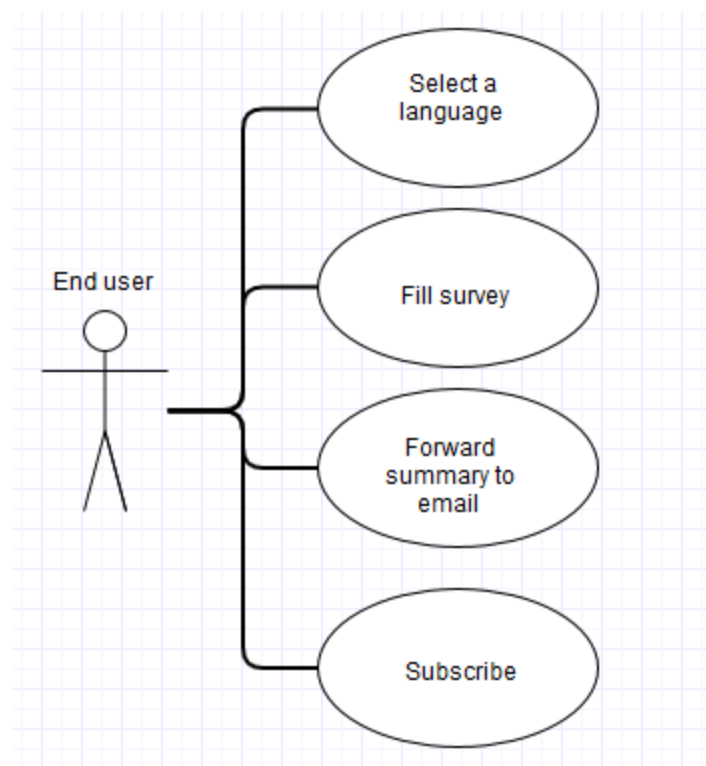 Select a
language
End user
Fill survey
Forward
summary to
email
Subscribe